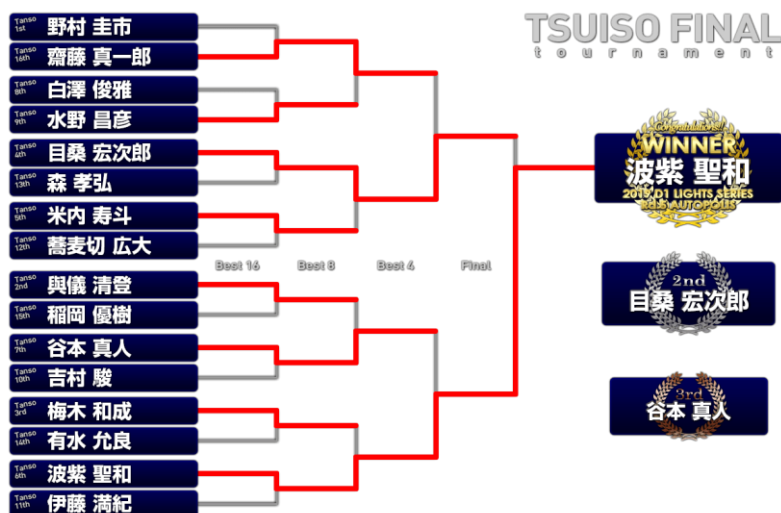 TSUISO FINAL
tournament
Tanso 1st 野村 圭市
Tanso 16th 齋藤 真一郎
Tanso 8th 白澤 俊雅
Tanso 9th 水野 昌彦
Tanso 4th 目桑 宏次郎
Tanso 13th 森 孝弘
Tanso 5th 米内 寿斗
Tanso 12th 蕎麦切 広大
Best 16 Best 8 Best 4 Final
Tanso 2nd 與儀 清登
Tanso 15th 稲岡 優樹
Tanso 7th 谷本 真人
Tanso 10th 吉村 駿
Tanso 3rd 梅木 和成
Tanso 14th 有水 允良
Tanso 6th 波紫 聖和
Tanso 11th 伊藤 満紀
Congratulations!!
WINNER
波紫 聖和
2015 D1 LIGHTS SERIES
Rd.5 AUTOPOLIS
2nd
目桑 宏次郎
3rd
谷本 真人